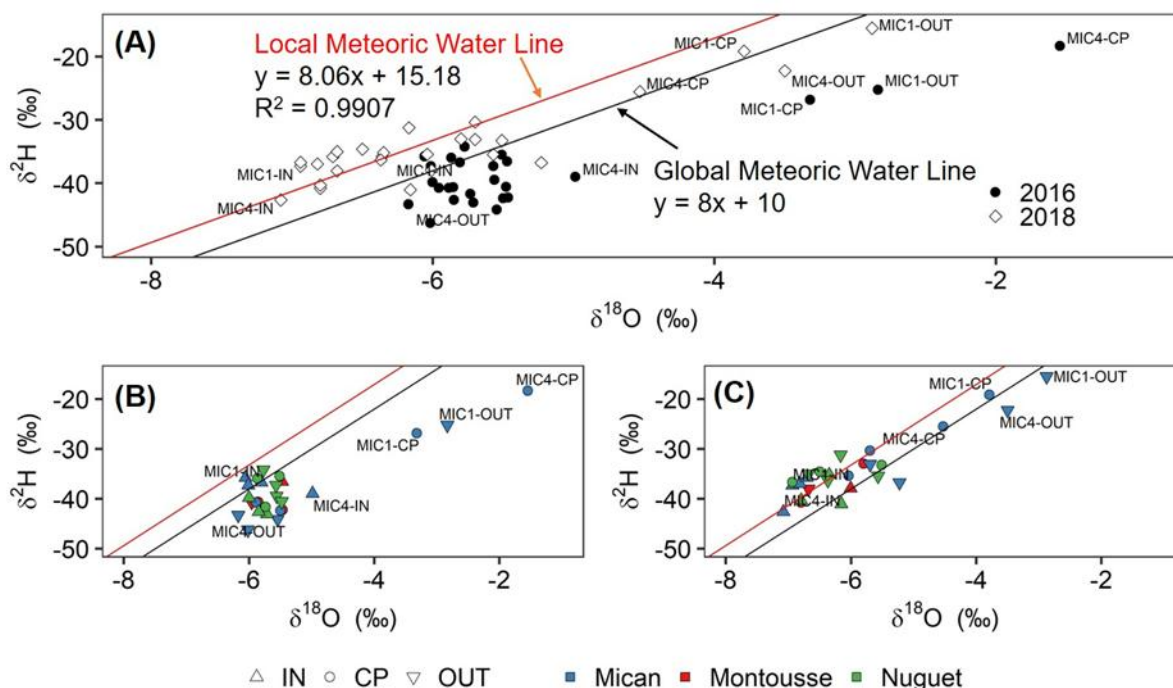 (A)
Local Meteoric Water Line
y = 8.06x + 15.18
R² = 0.9907
MIC1-CP
MIC1-OUT
MIC4-CP
MIC4-CP
MIC4-OUT
MIC1-OUT
MIC1-CP
MIC1-IN
MIC1-IN
MIC4-IN
MIC4-IN
MIC4-OUT
Global Meteoric Water Line
y = 8x + 10
2016
2018
-20
-30
-40
-50
δ²H (‰)
-8 -6 -4 -2
δ¹⁸O (‰)
(B)
MIC4-CP
MIC1-OUT
MIC1-CP
MIC1-IN
MIC4-IN
MIC4-OUT
-20
-30
-40
-50
δ²H (‰)
-8 -6 -4 -2
δ¹⁸O (‰)
(C)
MIC1-CP
MIC1-OUT
MIC4-OUT
MIC4-CP
MIC4-IN
MIC4-IN
-20
-30
-40
-50
δ²H (‰)
-8 -6 -4 -2
δ¹⁸O (‰)
IN CP OUT Mican Montousse Nuguet